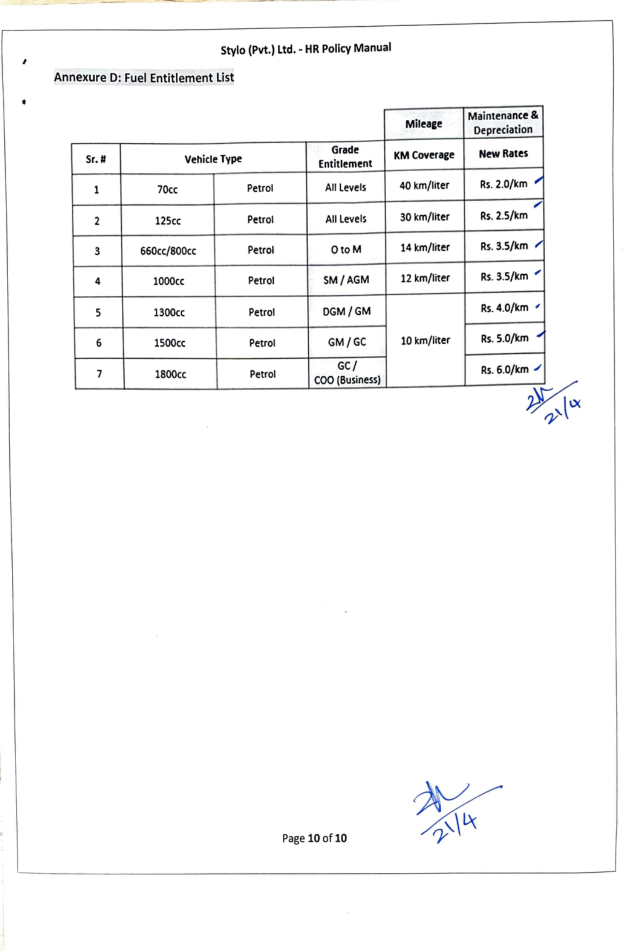 Stylo (Pvt.) Ltd. - HR Policy Manual
Annexure D: Fuel Entitlement List
Mileage Maintenance & Depreciation
Sr. # Vehicle Type Grade Entitlement KM Coverage New Rates
1 70cc Petrol All Levels 40 km/liter Rs. 2.0/km
2 125cc Petrol All Levels 30 km/liter Rs. 2.5/km
3 660cc/800cc Petrol O to M 14 km/liter Rs. 3.5/km
4 1000cc Petrol SM / AGM 12 km/liter Rs. 3.5/km
5 1300cc Petrol DGM / GM Rs. 4.0/km
6 1500cc Petrol GM / GC 10 km/liter Rs. 5.0/km
7 1800cc Petrol GC / COO (Business) Rs. 6.0/km
21/4
21/4
Page 10 of 10